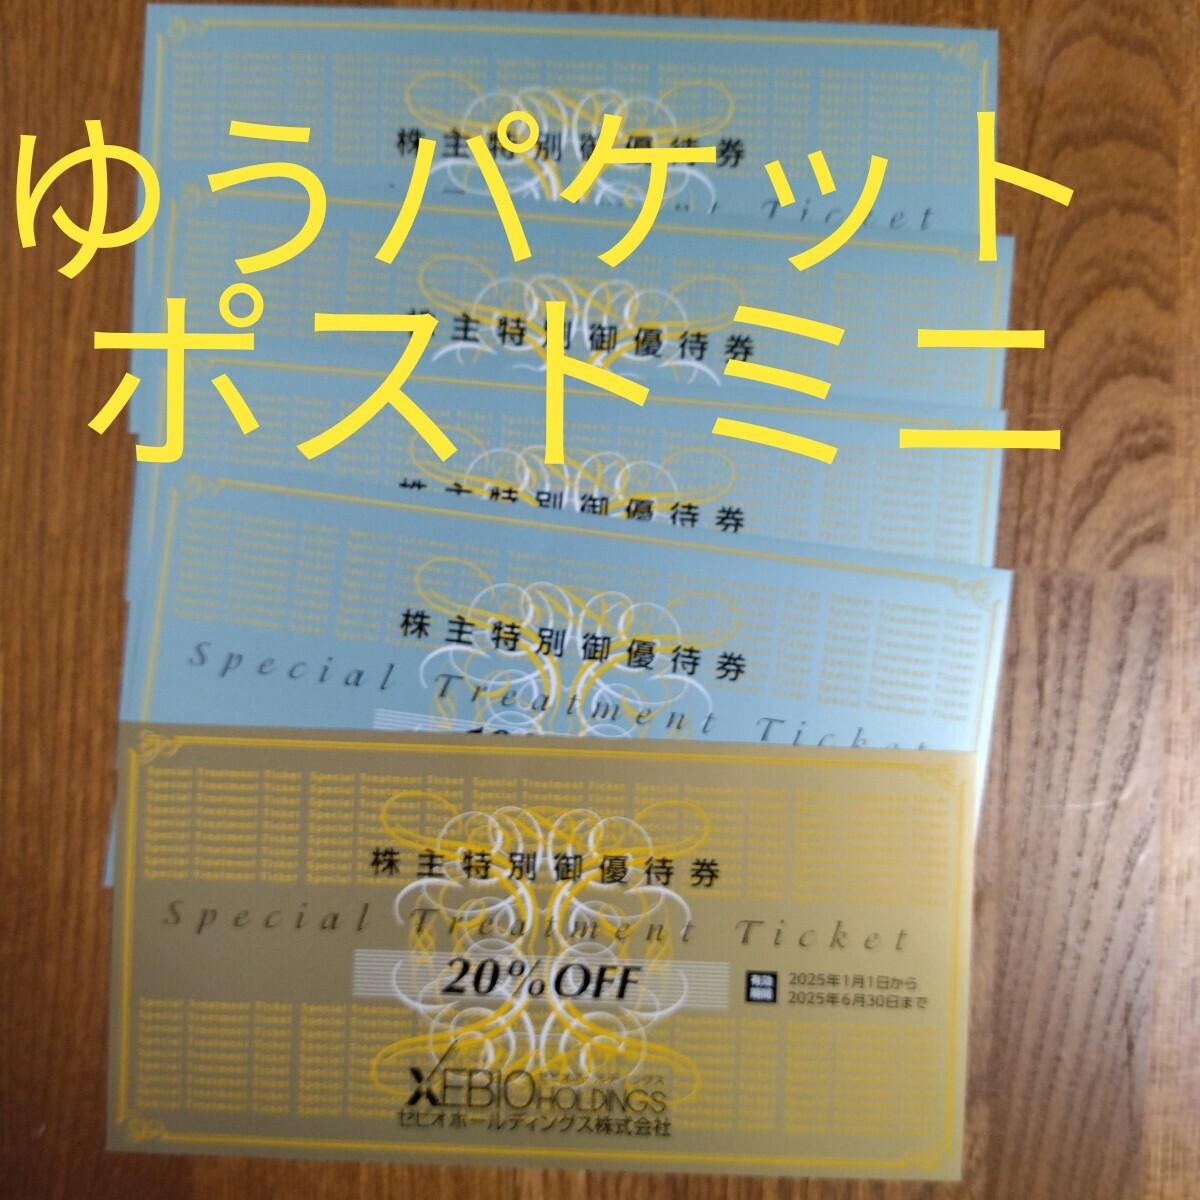 ゆうパケット
ポストミニ
株主特別御優待券
Ticket
株主特別御優待券
株主特別御優待券
株主特別御優待券
Special Treatment Ticket
株主特別御優待券
Special Treatment Ticket
20%OFF
有効期間
2025年1月1日から
2025年6月30日まで
XEBIO HOLDINGS
ゼビオホールディングス株式会社